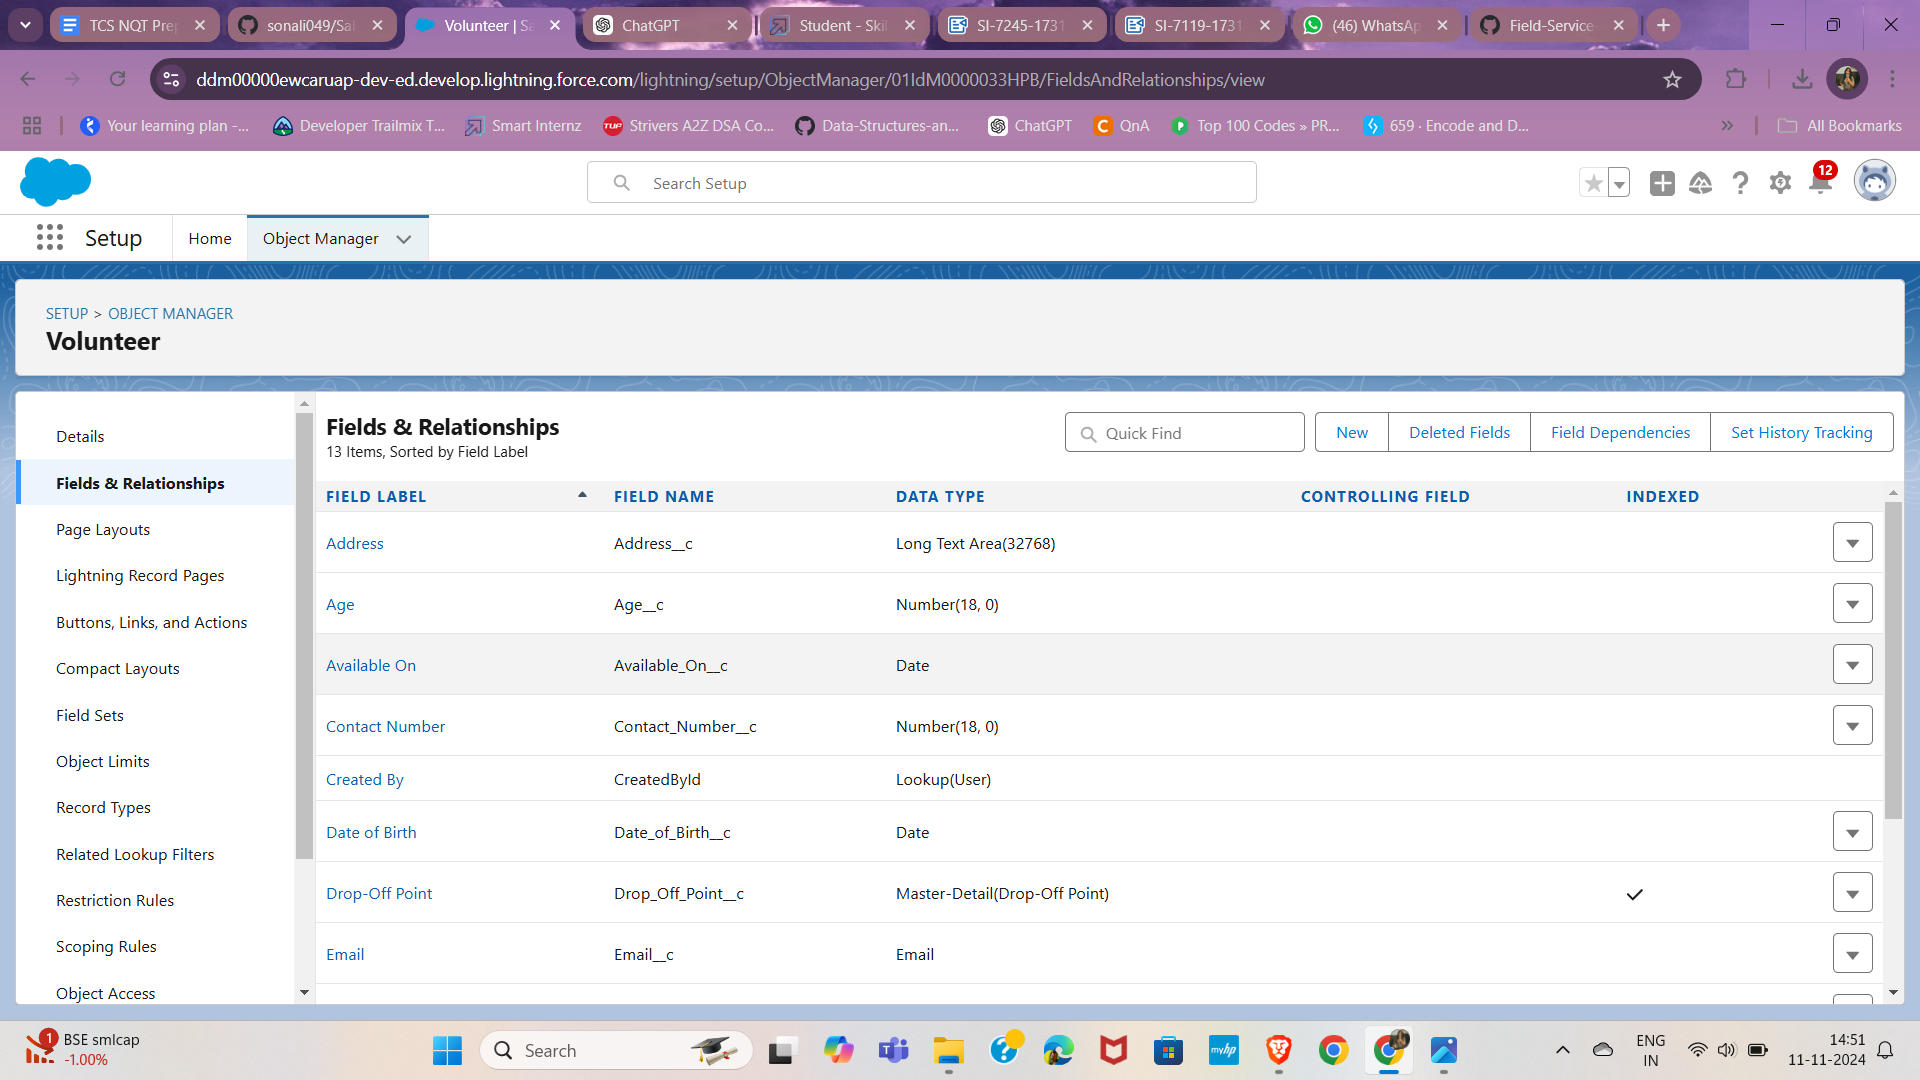 TCS NQT Prep
sonali049/Sal
Volunteer | Sa
ChatGPT
Student - Skil
SI-7245-1731
SI-7119-1731
(46) WhatsAp
Field-Service-
ddm00000ewcaruap-dev-ed.develop.lightning.force.com/lightning/setup/ObjectManager/01IdM0000033HPB/FieldsAndRelationships/view
Your learning plan -...
Developer Trailmix T...
Smart Internz
TUF
Strivers A2Z DSA Co...
Data-Structures-an...
ChatGPT
QnA
Top 100 Codes » PR...
659 · Encode and D...
All Bookmarks
Search Setup
12
Setup
Home
Object Manager
SETUP > OBJECT MANAGER
Volunteer
Details
Fields & Relationships
Page Layouts
Lightning Record Pages
Buttons, Links, and Actions
Compact Layouts
Field Sets
Object Limits
Record Types
Related Lookup Filters
Restriction Rules
Scoping Rules
Object Access
Fields & Relationships
13 Items, Sorted by Field Label
Quick Find
New
Deleted Fields
Field Dependencies
Set History Tracking
FIELD LABEL FIELD NAME DATA TYPE CONTROLLING FIELD INDEXED
Address Address__c Long Text Area(32768)
Age Age__c Number(18, 0)
Available On Available_On__c Date
Contact Number Contact_Number__c Number(18, 0)
Created By CreatedById Lookup(User)
Date of Birth Date_of_Birth__c Date
Drop-Off Point Drop_Off_Point__c Master-Detail(Drop-Off Point)
Email Email__c Email
1
BSE smlcap
-1.00%
Search
myhp
ENG
IN
14:51
11-11-2024